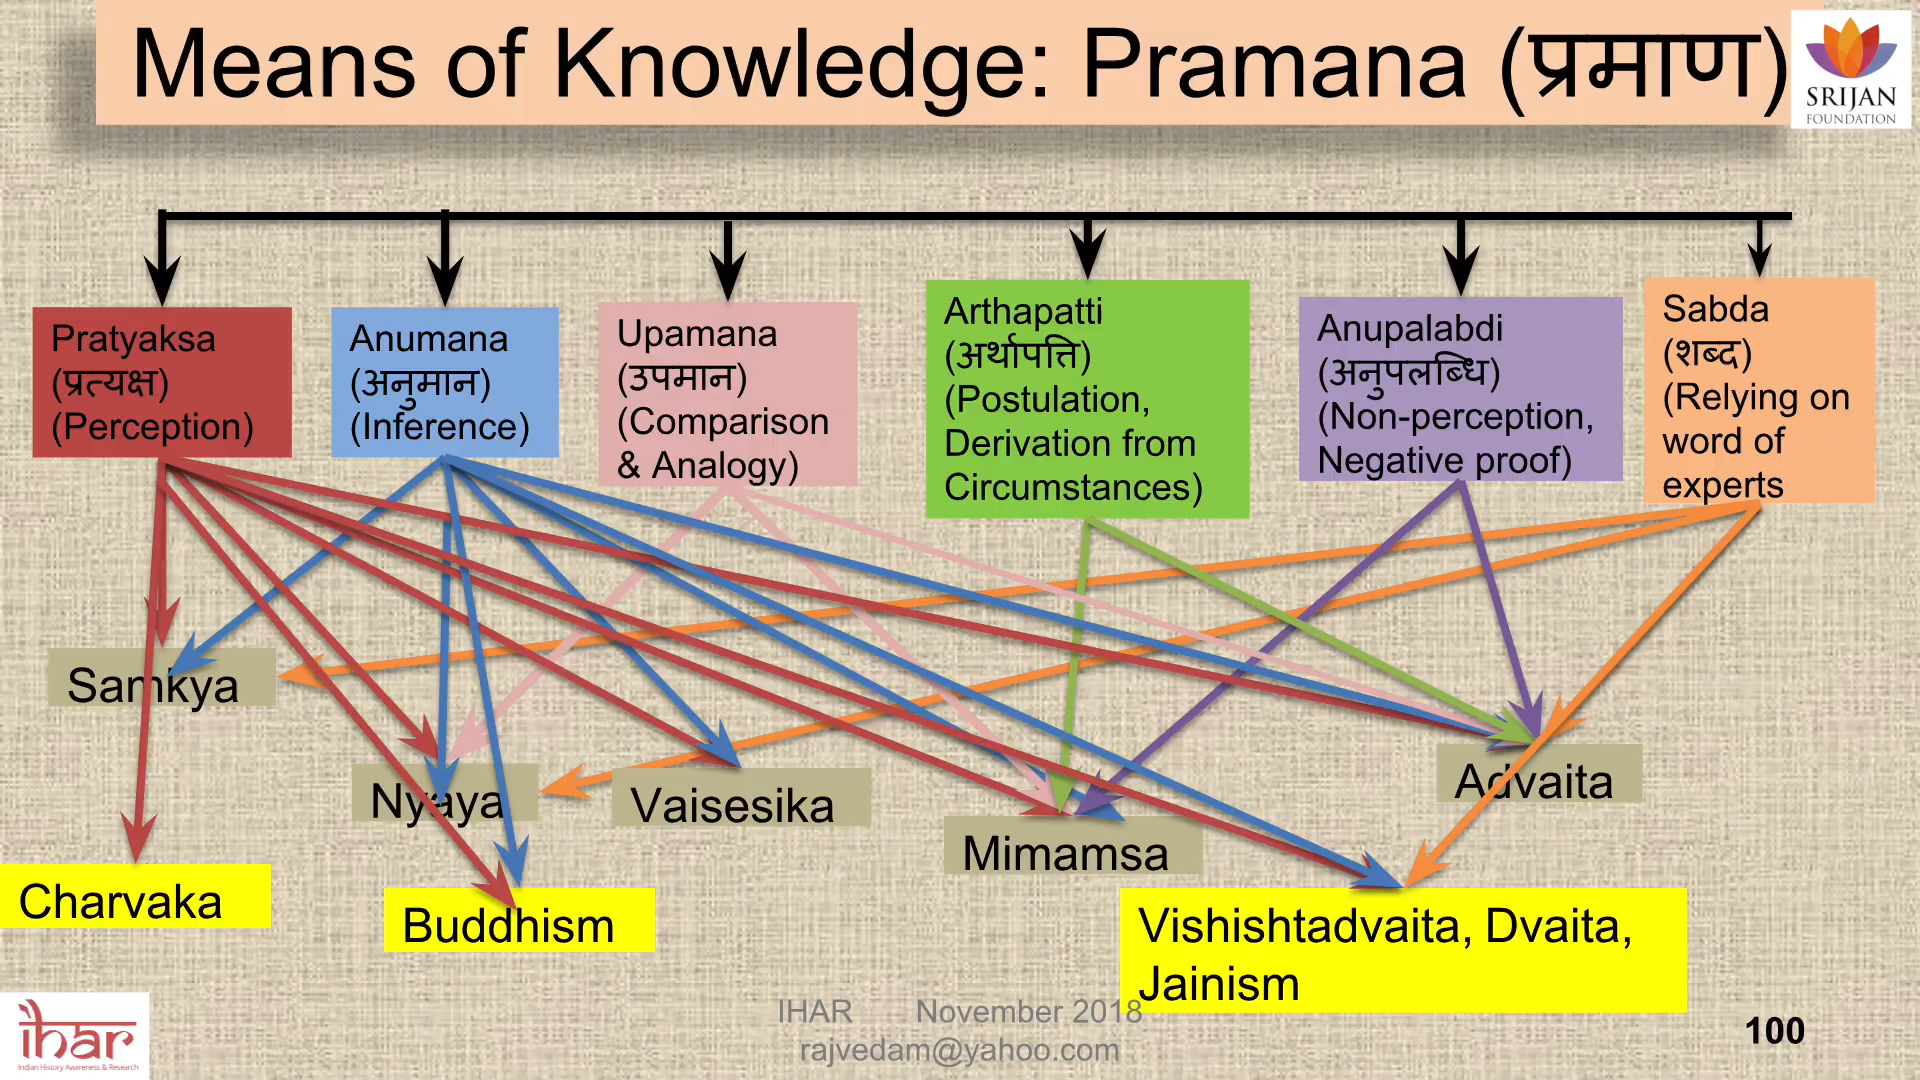 Means of Knowledge: Pramana (प्रमाण)
SRIJAN
FOUNDATION
Pratyaksa
(प्रत्यक्ष)
(Perception)
Anumana
(अनुमान)
(Inference)
Upamana
(उपमान)
(Comparison
& Analogy)
Arthapatti
(अर्थापत्ति)
(Postulation,
Derivation from
Circumstances)
Anupalabdi
(अनुपलब्धि)
(Non-perception,
Negative proof)
Sabda
(शब्द)
(Relying on
word of
experts
Samkya
Nyaya
Vaisesika
Mimamsa
Advaita
Charvaka
Buddhism
Vishishtadvaita, Dvaita,
Jainism
IHAR November 2018
rajvedam@yahoo.com
100
ihar
Indian History Awareness & Research